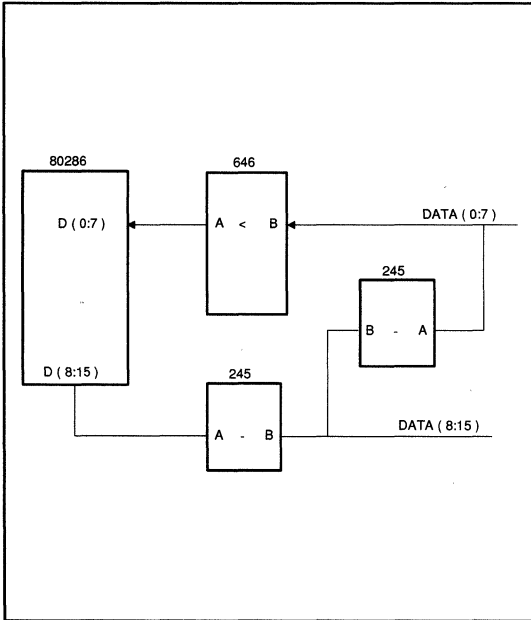 80286
646
D ( 0:7 )
A < B
DATA ( 0:7 )
245
B - A
D ( 8:15 )
245
A - B
DATA ( 8:15 )